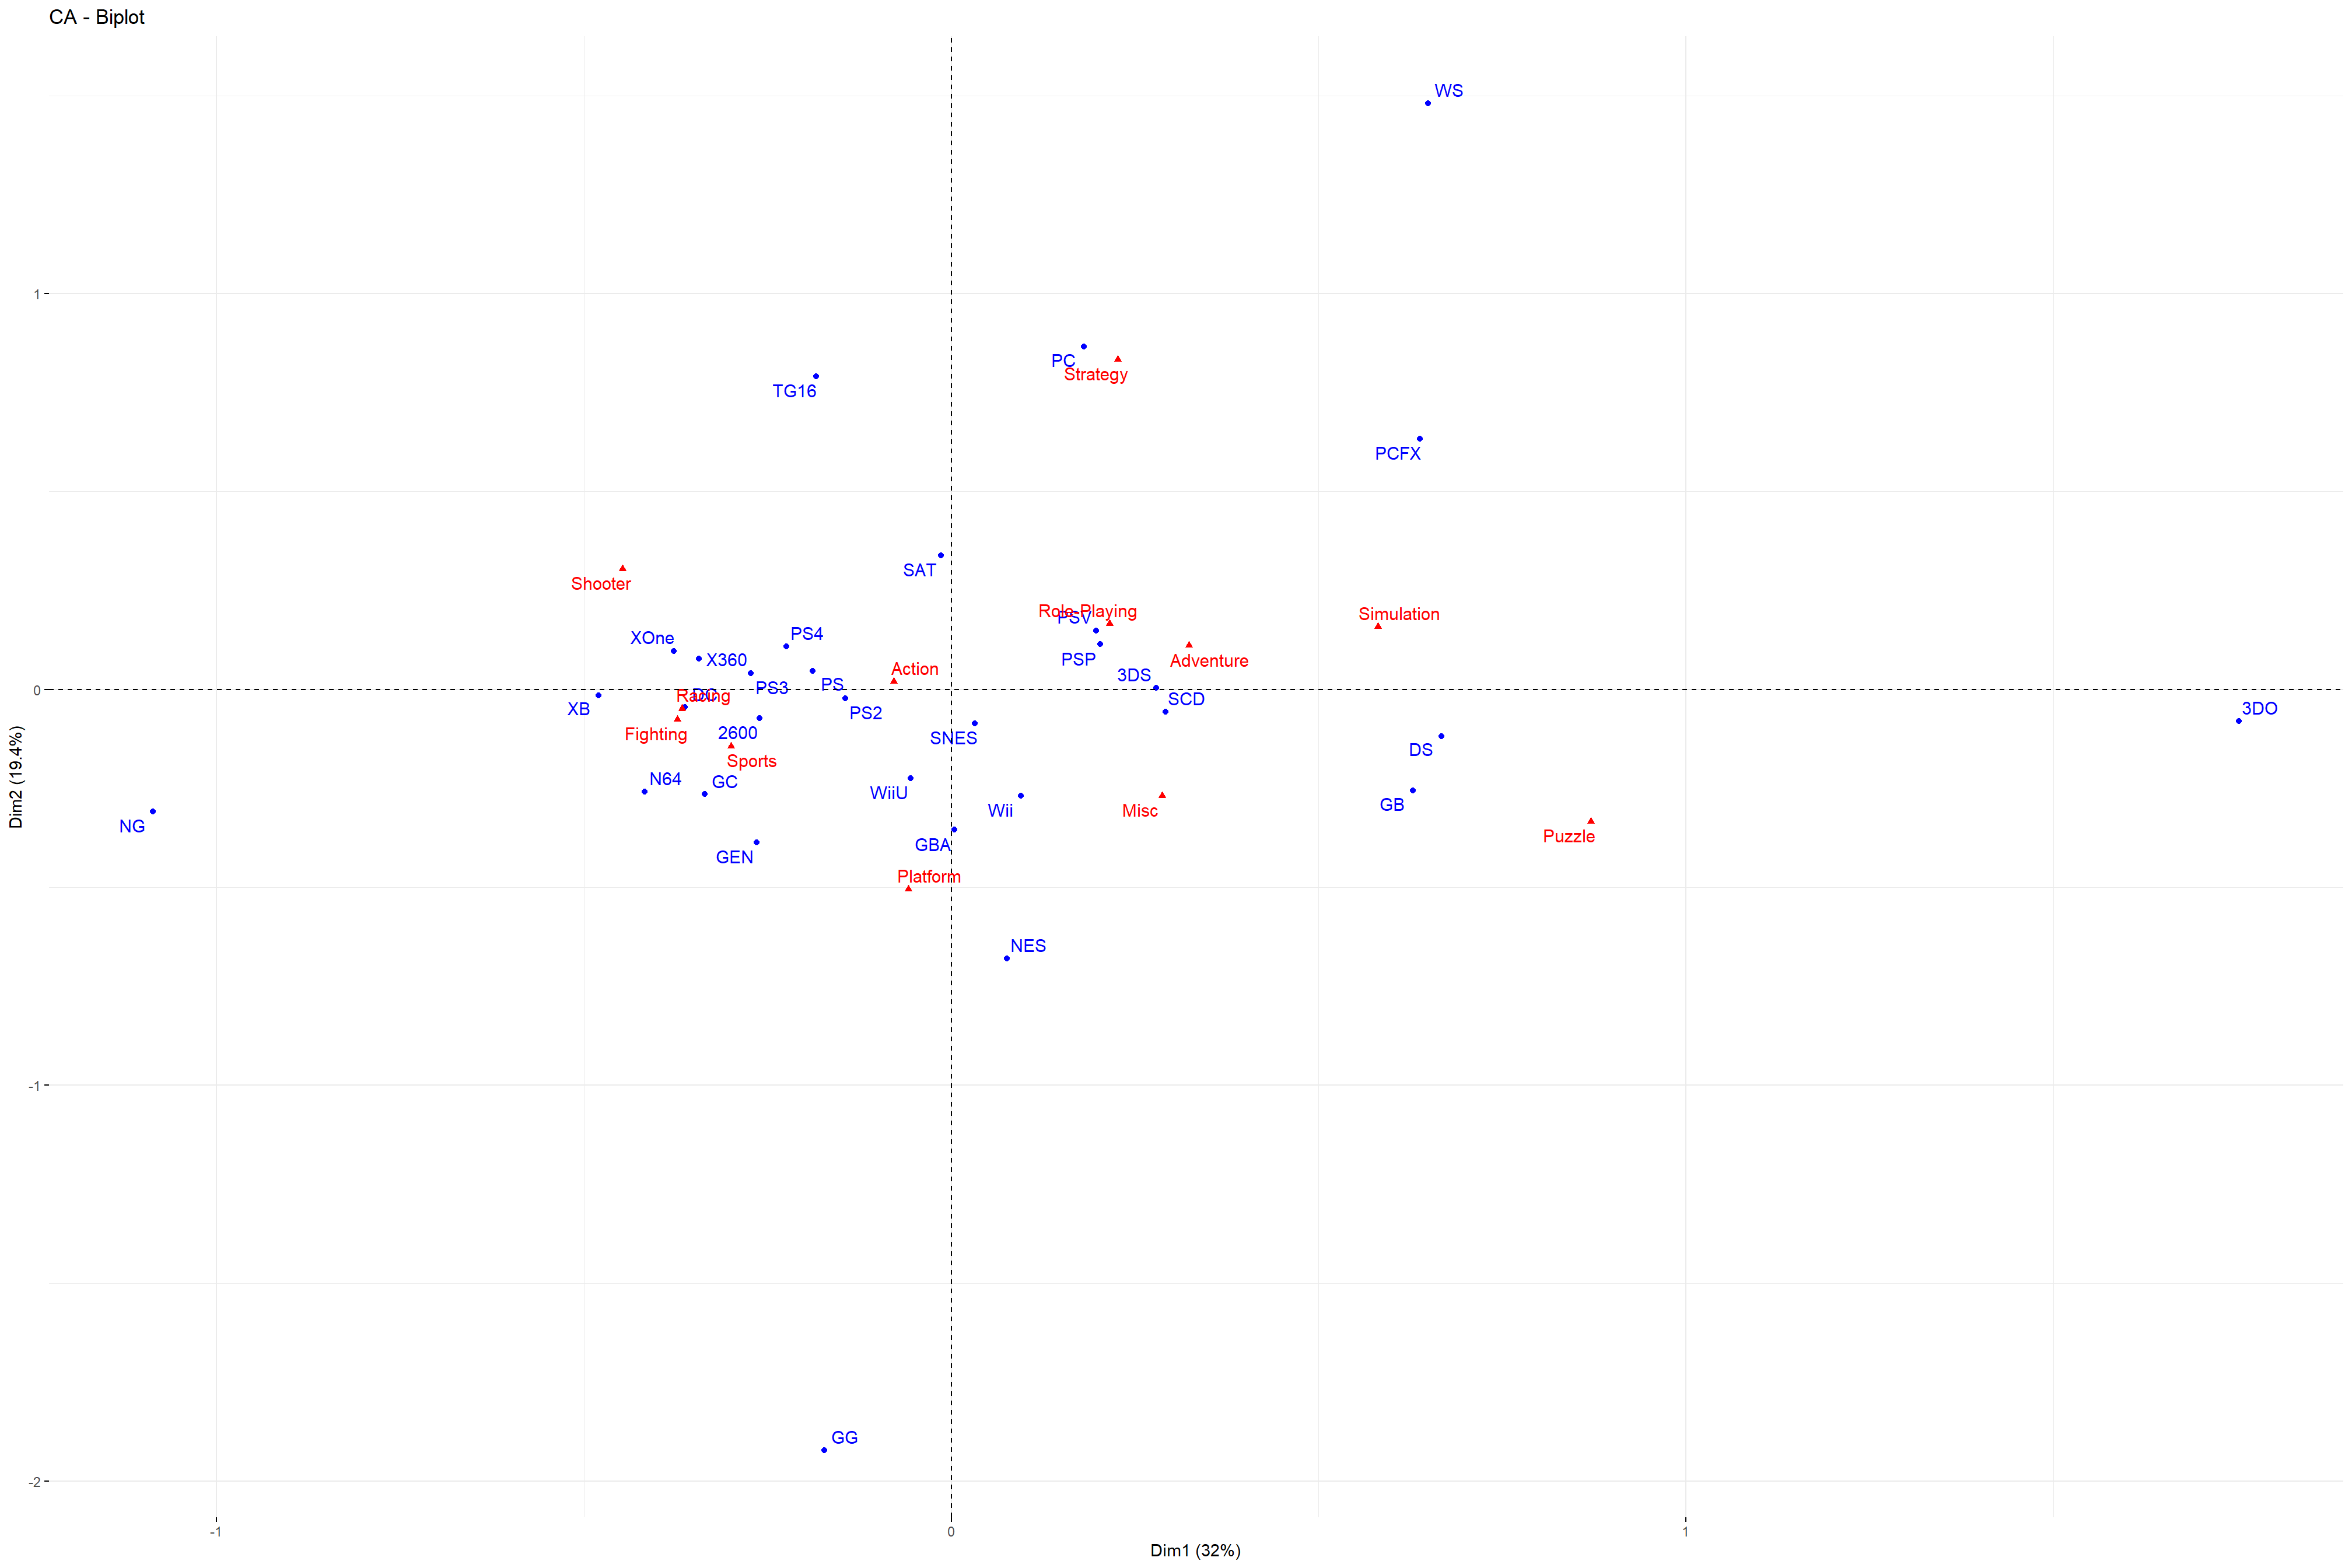 CA - Biplot
WS
1
PC
Strategy
TG16
PCFX
SAT
Shooter
Role-Playing
PSV
Simulation
XOne
PS4
X360
PSP
Adventure
Action
3DS
PS3
PS
0
Racing
DC
SCD
XB
PS2
3DO
Fighting
2600
SNES
DS
Sports
N64
GC
WiiU
Wii
Misc
GB
NG
Puzzle
GEN
GBA
Platform
NES
-1
GG
-2
-1
0
1
Dim1 (32%)
Dim2 (19.4%)